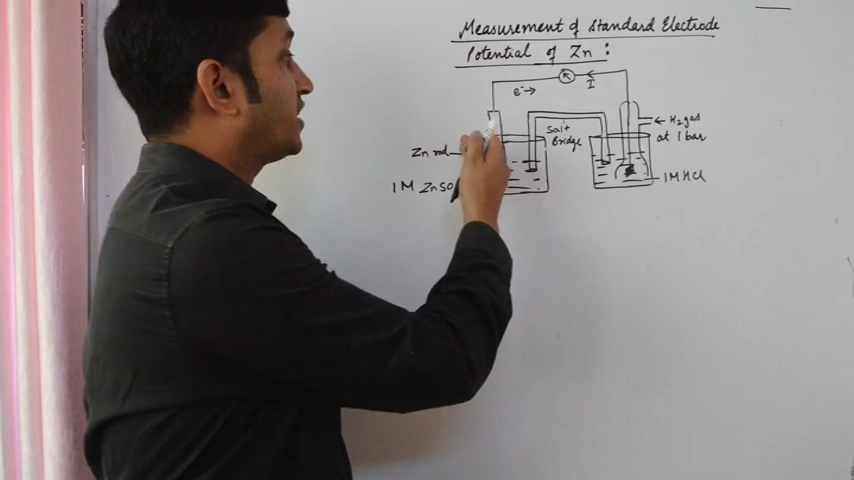 Measurement of Standard Electrode
Potential of Zn :
e⁻→
I
Salt
Bridge
← H₂ gas
at 1 bar
Zn rod
1 M ZnSO
1M HCl